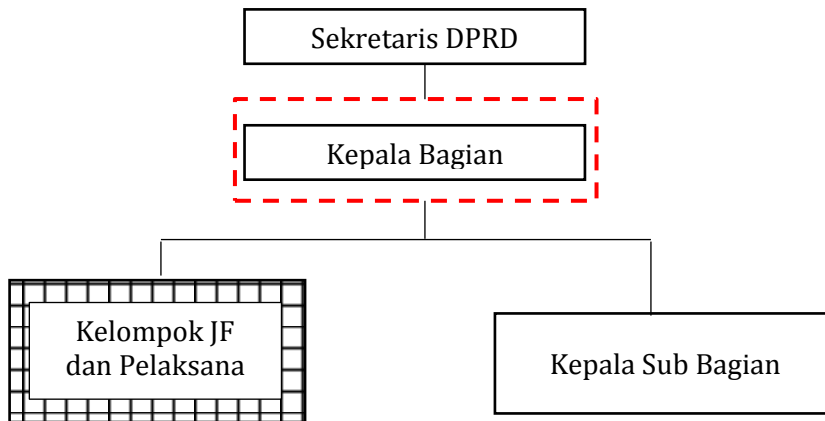 Sekretaris DPRD
Kepala Bagian
Kelompok JF
dan Pelaksana
Kepala Sub Bagian